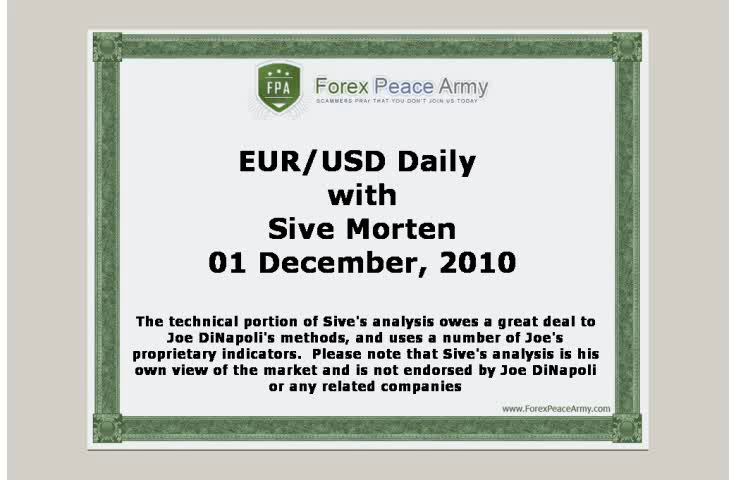 FPA
Forex Peace Army
SCAMMERS PRAY THAT YOU DON'T JOIN US TODAY
EUR/USD Daily
with
Sive Morten
01 December, 2010
The technical portion of Sive's analysis owes a great deal to
Joe DiNapoli's methods, and uses a number of Joe's
proprietary indicators.  Please note that Sive's analysis is his
own view of the market and is not endorsed by Joe DiNapoli
or any related companies
www.ForexPeaceArmy.com